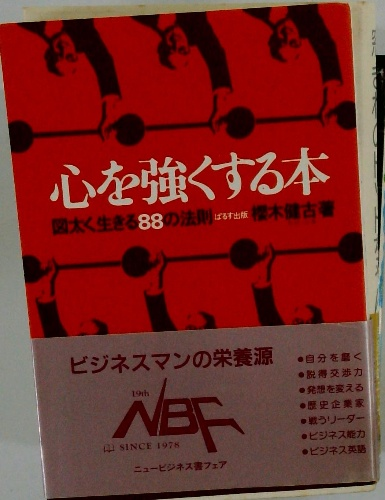 心を強くする本
図太く生きる88の法則 ぱるす出版 櫻木健古著
ビジネスマンの栄養源
19th
NBF
SINCE 1978
ニュービジネス書フェア
●自分を磨く
●説得交渉力
●発想を変える
●歴史企業家
●戦うリーダー
●ビジネス能力
●ビジネス英語